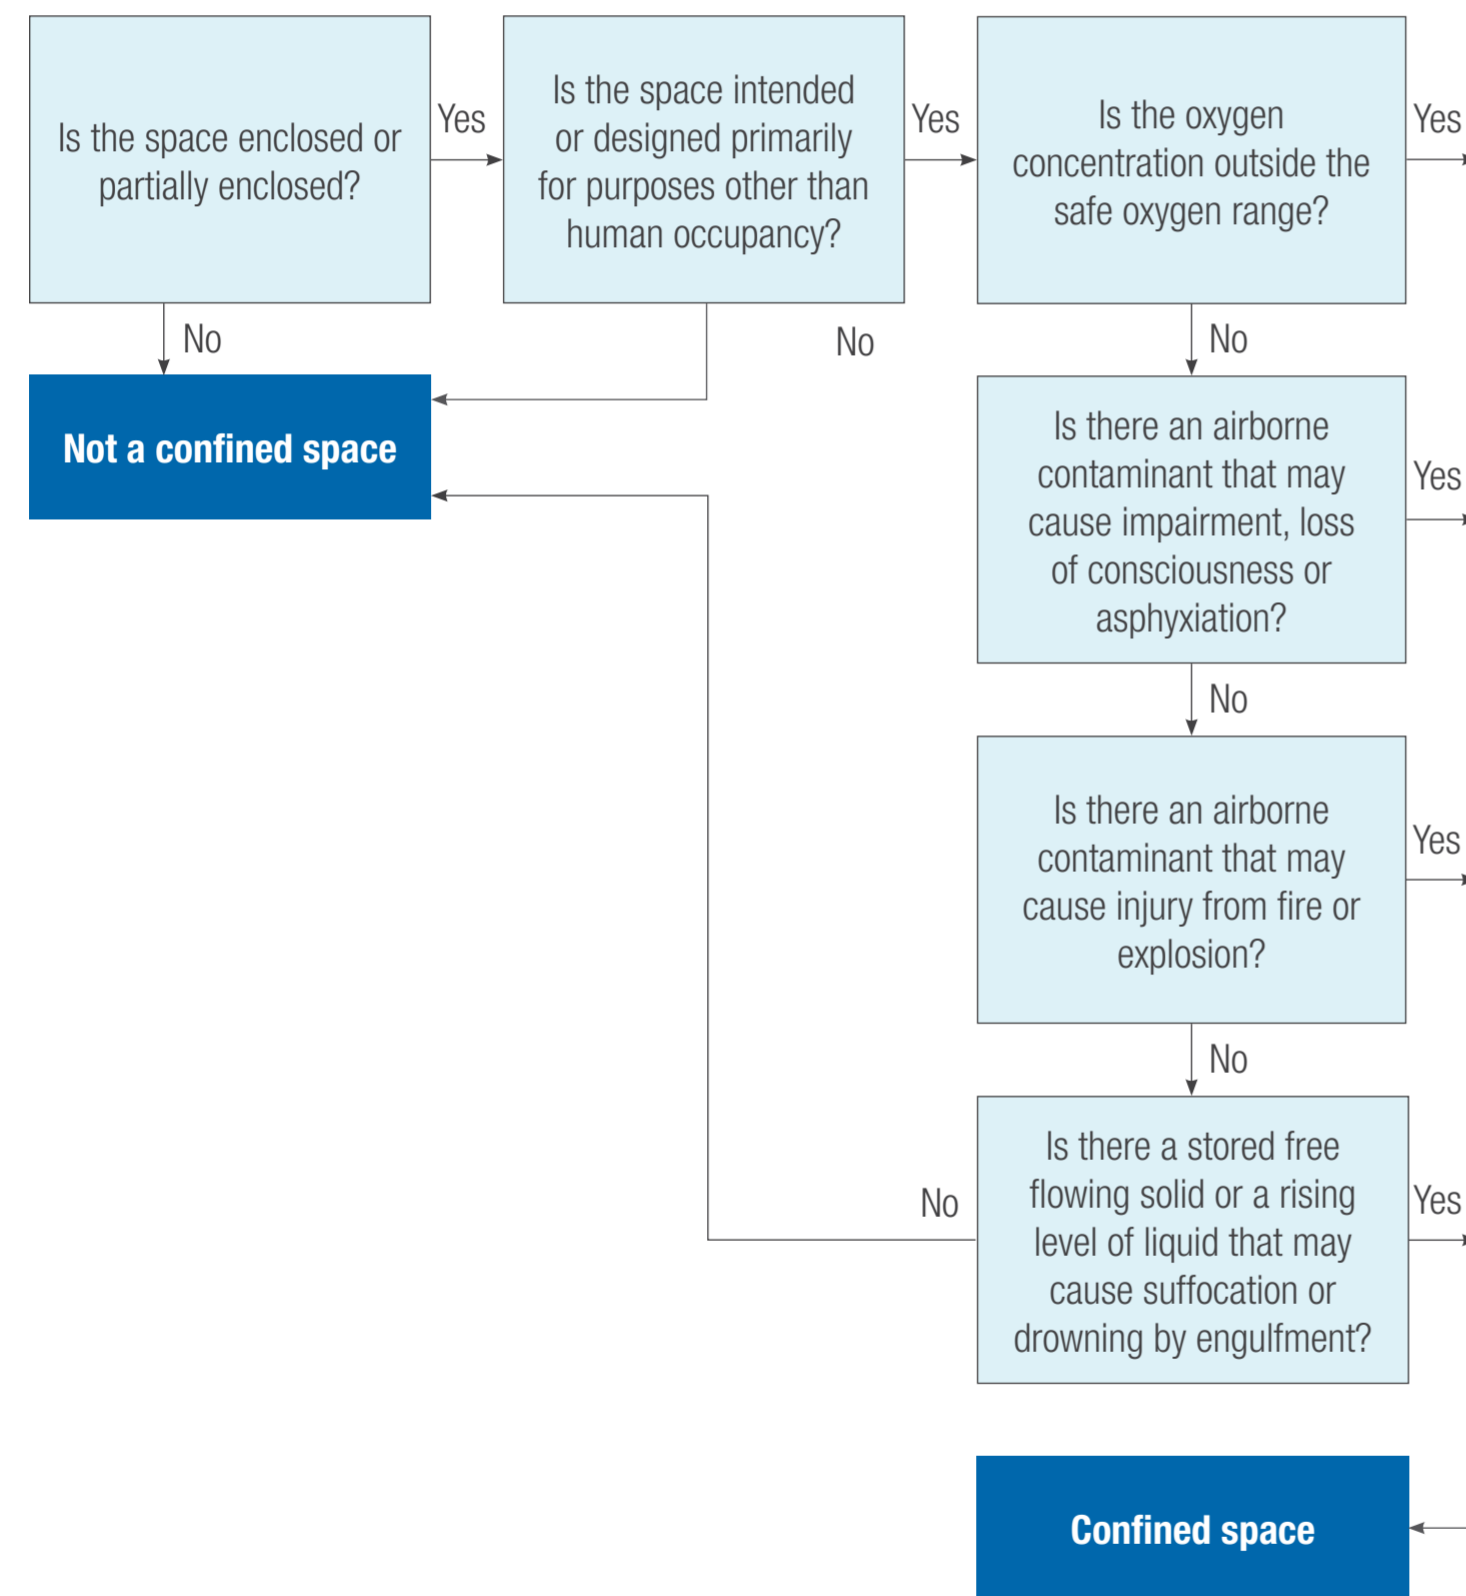 Is the space enclosed or
partially enclosed?
Yes
Is the space intended
or designed primarily
for purposes other than
human occupancy?
Yes
Is the oxygen
concentration outside the
safe oxygen range?
Yes
No
No
No
Not a confined space
Is there an airborne
contaminant that may
cause impairment, loss
of consciousness or
asphyxiation?
Yes
No
Is there an airborne
contaminant that may
cause injury from fire or
explosion?
Yes
No
Is there a stored free
flowing solid or a rising
level of liquid that may
cause suffocation or
drowning by engulfment?
No
Yes
Confined space